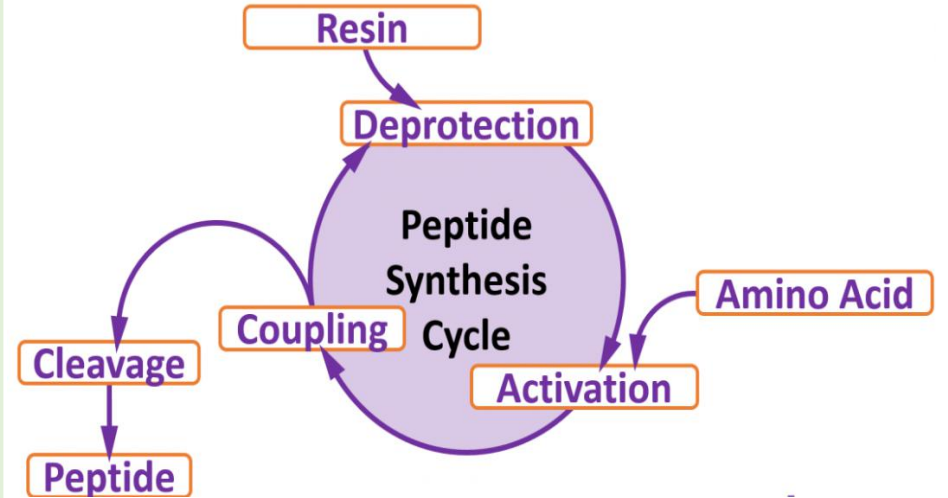 Resin
Deprotection
Peptide
Synthesis
Cycle
Amino Acid
Coupling
Activation
Cleavage
Peptide